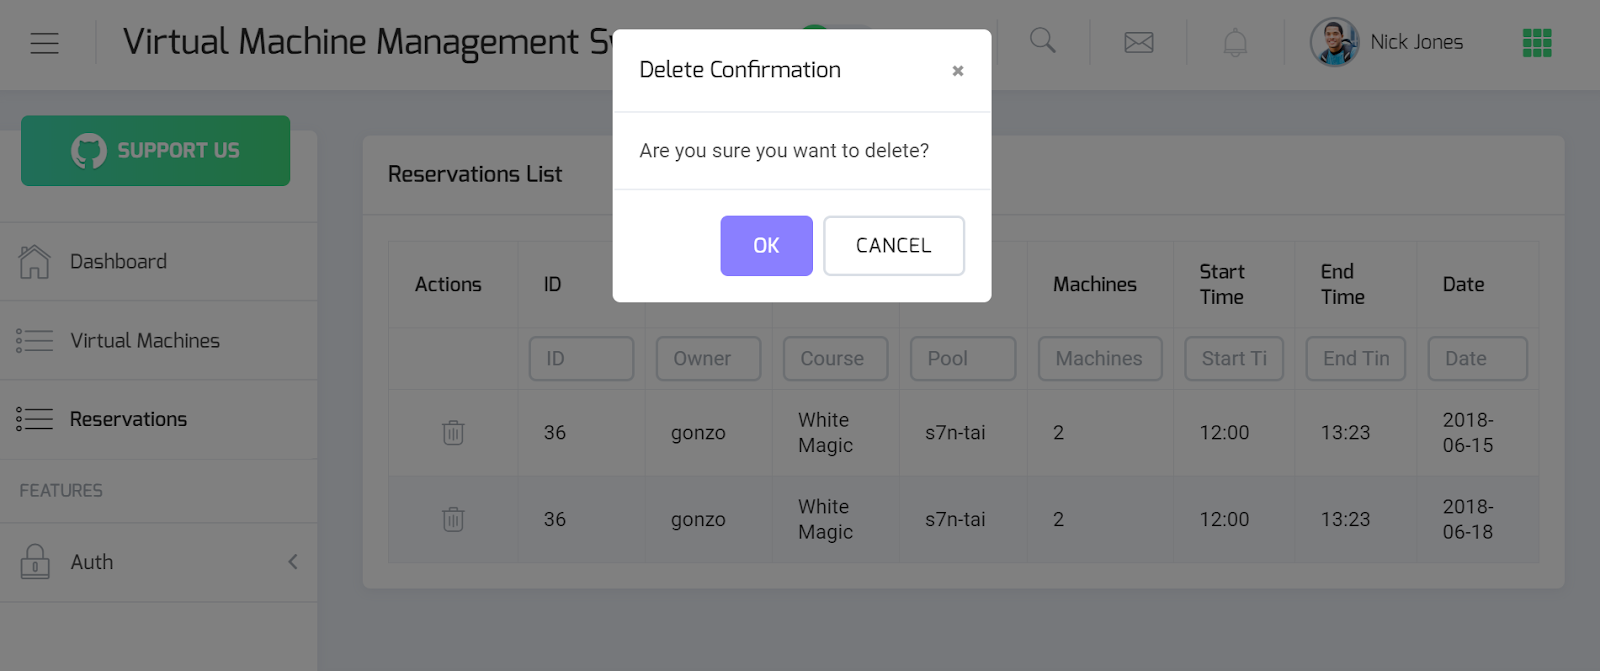 Virtual Machine Management S
Nick Jones
Delete Confirmation
×
Are you sure you want to delete?
OK
CANCEL
SUPPORT US
Dashboard
Virtual Machines
Reservations
FEATURES
Auth
Reservations List
Actions ID Machines Start Time End Time Date
ID Owner Course Pool Machines Start Ti End Tin Date
36 gonzo White Magic s7n-tai 2 12:00 13:23 2018-06-15
36 gonzo White Magic s7n-tai 2 12:00 13:23 2018-06-18